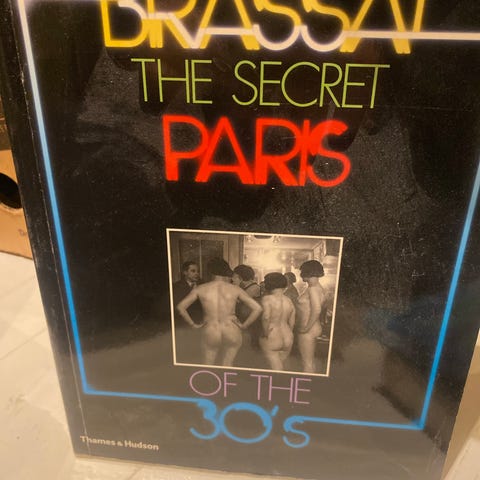 BRASSAÏ
THE SECRET
PARIS
OF THE
30's
Thames & Hudson